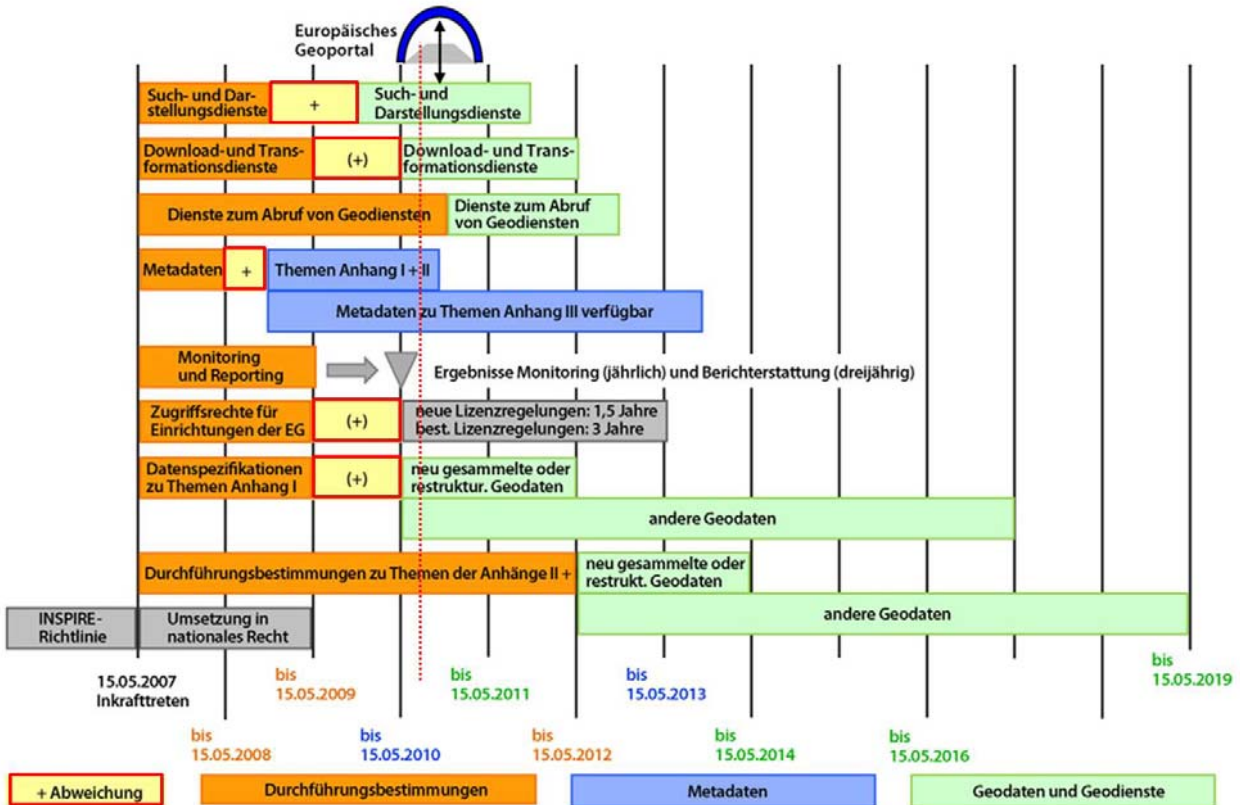 Europäisches
Geoportal
Such- und Dar-
stellungsdienste
+
Such- und
Darstellungsdienste
Download-und Trans-
formationsdienste
(+)
Download- und Trans-
formationsdienste
Dienste zum Abruf von Geodiensten
Dienste zum Abruf
von Geodiensten
Metadaten
+
Themen Anhang I + II
Metadaten zu Themen Anhang III verfügbar
Monitoring
und Reporting
Ergebnisse Monitoring (jährlich) und Berichterstattung (dreijährig)
Zugriffsrechte für
Einrichtungen der EG
(+)
neue Lizenzregelungen: 1,5 Jahre
best. Lizenzregelungen: 3 Jahre
Datenspezifikationen
zu Themen Anhang I
(+)
neu gesammelte oder
restruktur. Geodaten
andere Geodaten
Durchführungsbestimmungen zu Themen der Anhänge II +
neu gesammelte oder
restrukt. Geodaten
andere Geodaten
INSPIRE-
Richtlinie
Umsetzung in
nationales Recht
15.05.2007
Inkrafttreten
bis
15.05.2009
bis
15.05.2011
bis
15.05.2013
bis
15.05.2019
bis
15.05.2008
bis
15.05.2010
bis
15.05.2012
bis
15.05.2014
bis
15.05.2016
+ Abweichung
Durchführungsbestimmungen
Metadaten
Geodaten und Geodienste